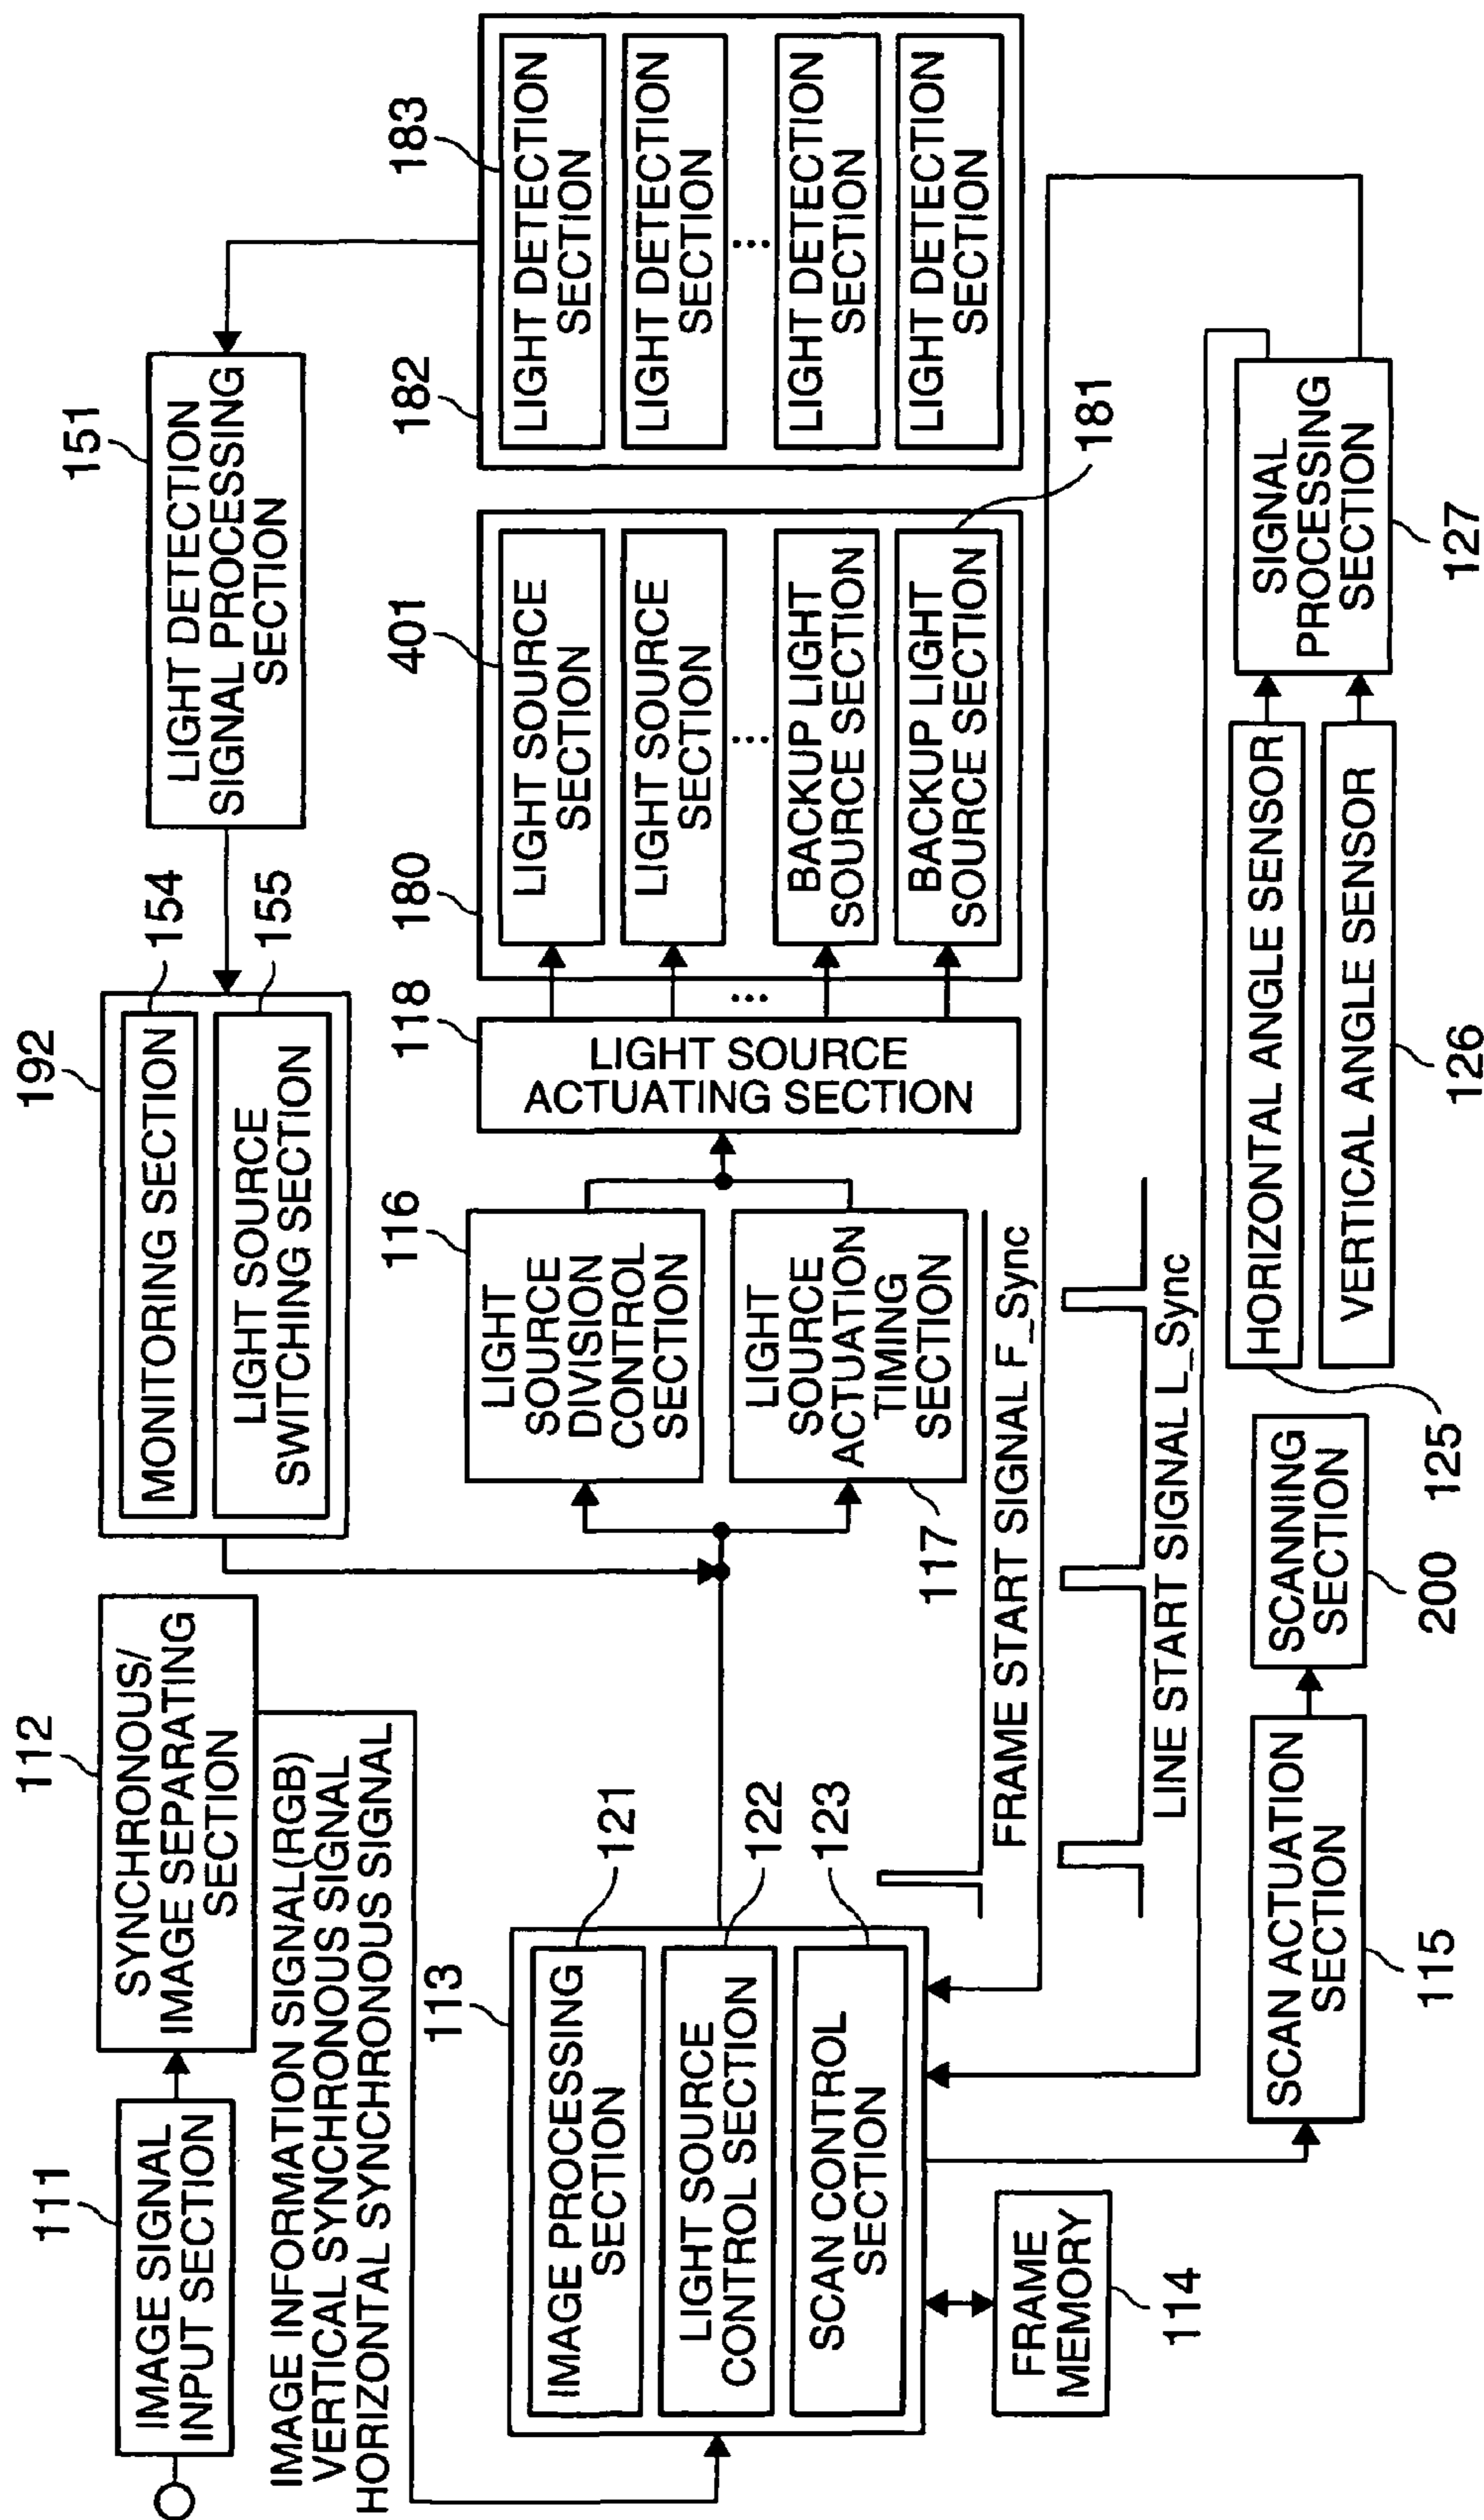 111
IMAGE SIGNAL
INPUT SECTION
112
SYNCHRONOUS/
IMAGE SEPARATING
SECTION
IMAGE INFORMATION SIGNAL(RGB)
VERTICAL SYNCHRONOUS SIGNAL
HORIZONTAL SYNCHRONOUS SIGNAL
192
MONITORING SECTION
154
LIGHT SOURCE
SWITCHING SECTION
155
151
LIGHT DETECTION
SIGNAL PROCESSING
SECTION
113
IMAGE PROCESSING
SECTION
121
LIGHT SOURCE
CONTROL SECTION
122
SCAN CONTROL
SECTION
123
FRAME
MEMORY
114
116
LIGHT
SOURCE
DIVISION
CONTROL
SECTION
LIGHT
SOURCE
ACTUATION
TIMING
SECTION
117
118
LIGHT SOURCE
ACTUATING SECTION
...
180
401
LIGHT SOURCE
SECTION
LIGHT SOURCE
SECTION
...
BACKUP LIGHT
SOURCE SECTION
BACKUP LIGHT
SOURCE SECTION
181
182
183
LIGHT DETECTION
SECTION
LIGHT DETECTION
SECTION
...
LIGHT DETECTION
SECTION
LIGHT DETECTION
SECTION
FRAME START SIGNAL F_Sync
LINE START SIGNAL L_Sync
SCAN ACTUATION
SECTION
115
SCANNING
SECTION
200
HORIZONTAL ANGLE SENSOR
125
VERTICAL ANGLE SENSOR
126
SIGNAL
PROCESSING
SECTION
127